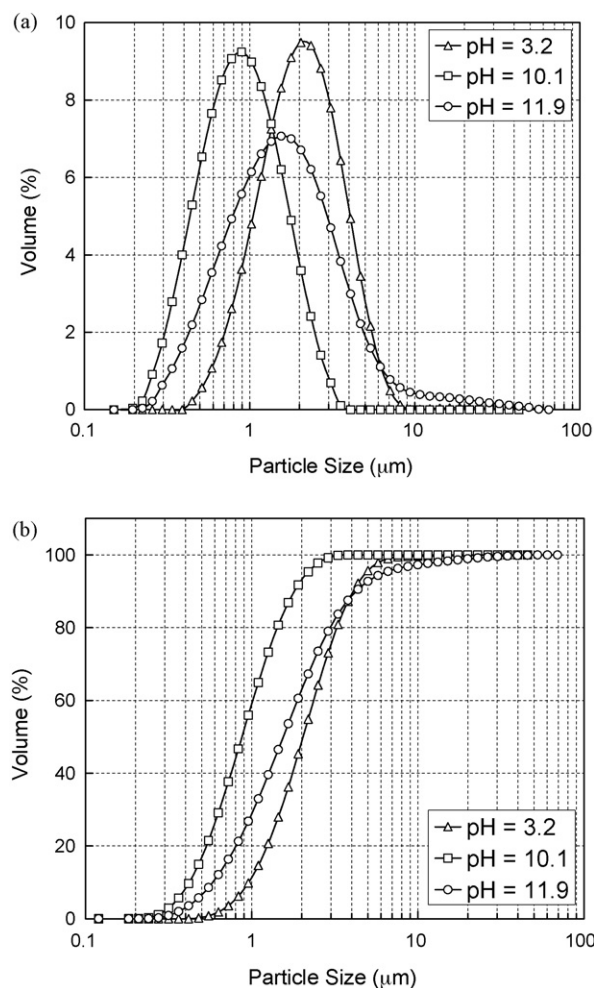 (a)
10
8
6
4
2
0
Volume (%)
pH = 3.2
pH = 10.1
pH = 11.9
0.1 1 10 100
Particle Size (μm)
(b)
100
80
60
40
20
0
Volume (%)
pH = 3.2
pH = 10.1
pH = 11.9
0.1 1 10 100
Particle Size (μm)